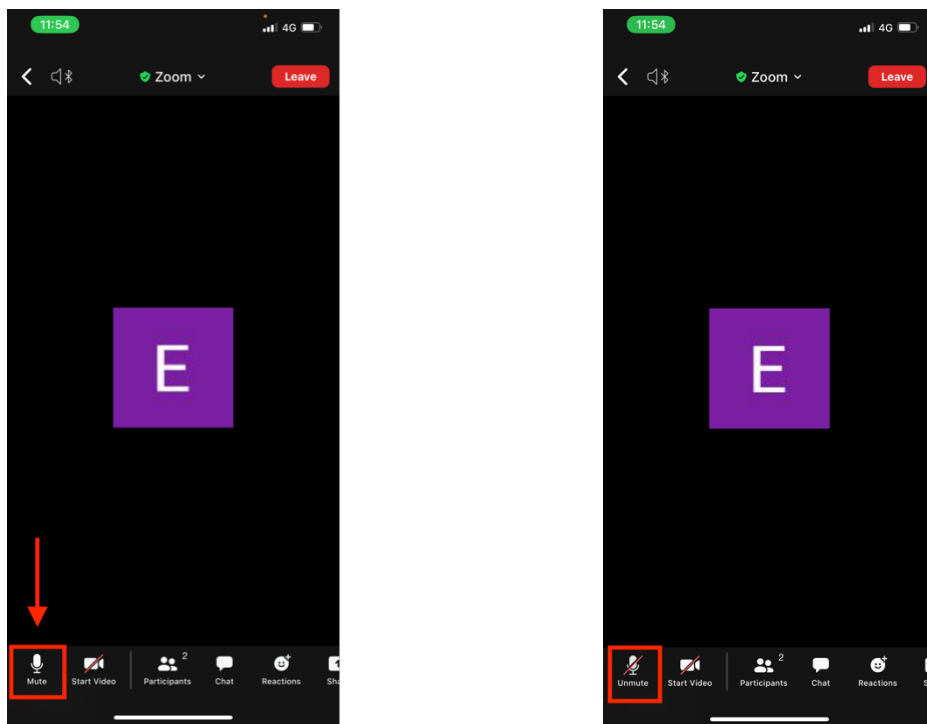 11:54 4G
Zoom Leave
E
2
Mute Start Video Participants Chat Reactions
11:54 4G
Zoom Leave
E
2
Unmute Start Video Participants Chat Reactions